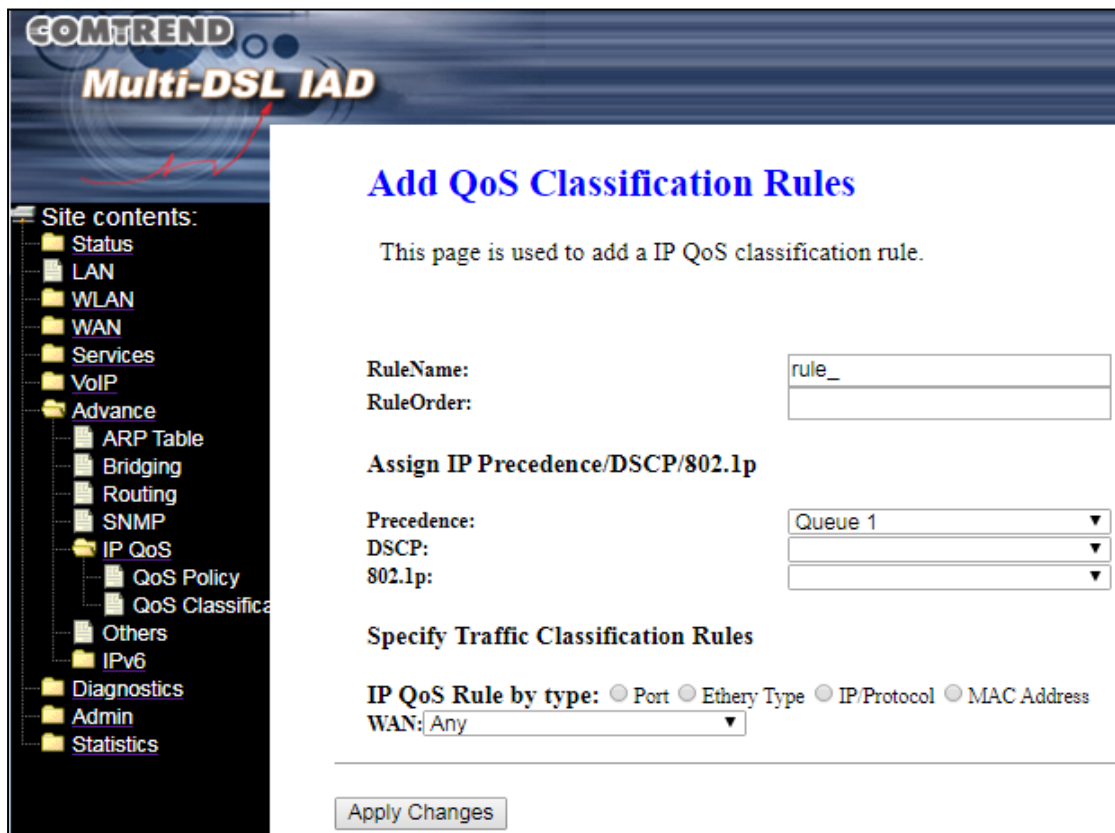 COMTREND
Multi-DSL IAD
Site contents:
Status
LAN
WLAN
WAN
Services
VoIP
Advance
ARP Table
Bridging
Routing
SNMP
IP QoS
QoS Policy
QoS Classifica
Others
IPv6
Diagnostics
Admin
Statistics
Add QoS Classification Rules
This page is used to add a IP QoS classification rule.
RuleName: rule_
RuleOrder:
Assign IP Precedence/DSCP/802.1p
Precedence: Queue 1
DSCP:
802.1p:
Specify Traffic Classification Rules
IP QoS Rule by type: Port Ethery Type IP/Protocol MAC Address
WAN: Any
Apply Changes